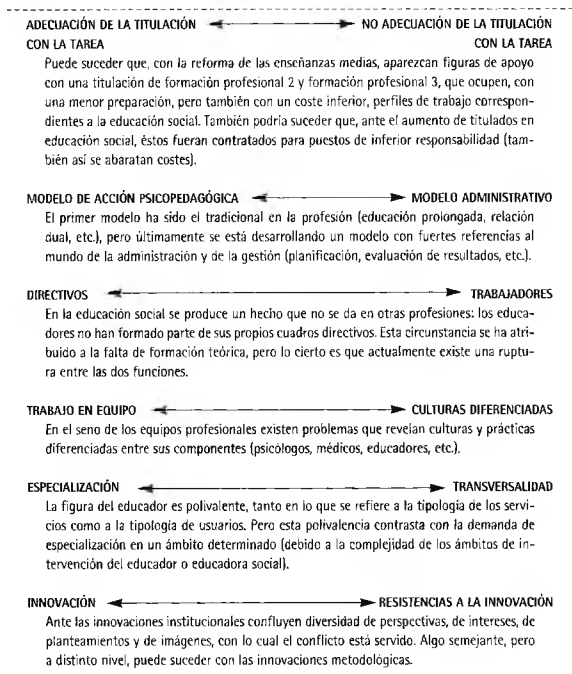 ADECUACIÓN DE LA TITULACIÓN NO ADECUACIÓN DE LA TITULACIÓN
CON LA TAREA CON LA TAREA
Puede suceder que, con la reforma de las enseñanzas medias, aparezcan figuras de apoyo
con una titulación de formación profesional 2 y formación profesional 3, que ocupen, con
una menor preparación, pero también con un coste inferior, perfiles de trabajo correspon-
dientes a la educación social. También podría suceder que, ante el aumento de titulados en
educación social, éstos fueran contratados para puestos de inferior responsabilidad (tam-
bién así se abaratan costes).
MODELO DE ACCIÓN PSICOPEDAGÓGICA MODELO ADMINISTRATIVO
El primer modelo ha sido el tradicional en la profesión (educación prolongada, relación
dual, etc.), pero últimamente se está desarrollando un modelo con fuertes referencias al
mundo de la administración y de la gestión (planificación, evaluación de resultados, etc.).
DIRECTIVOS TRABAJADORES
En la educación social se produce un hecho que no se da en otras profesiones: los educa-
dores no han formado parte de sus propios cuadros directivos. Esta circunstancia se ha atri-
buido a la falta de formación teórica, pero lo cierto es que actualmente existe una ruptu-
ra entre las dos funciones.
TRABAJO EN EQUIPO CULTURAS DIFERENCIADAS
En el seno de los equipos profesionales existen problemas que revelan culturas y prácticas
diferenciadas entre sus componentes (psicólogos, médicos, educadores, etc.).
ESPECIALIZACIÓN TRANSVERSALIDAD
La figura del educador es polivalente, tanto en lo que se refiere a la tipología de los servi-
cios como a la tipología de usuarios. Pero esta polivalencia contrasta con la demanda de
especialización en un ámbito determinado (debido a la complejidad de los ámbitos de in-
tervención del educador o educadora social).
INNOVACIÓN RESISTENCIAS A LA INNOVACIÓN
Ante las innovaciones institucionales confluyen diversidad de perspectivas, de intereses, de
planteamientos y de imágenes, con lo cual el conflicto está servido. Algo semejante, pero
a distinto nivel, puede suceder con las innovaciones metodológicas.